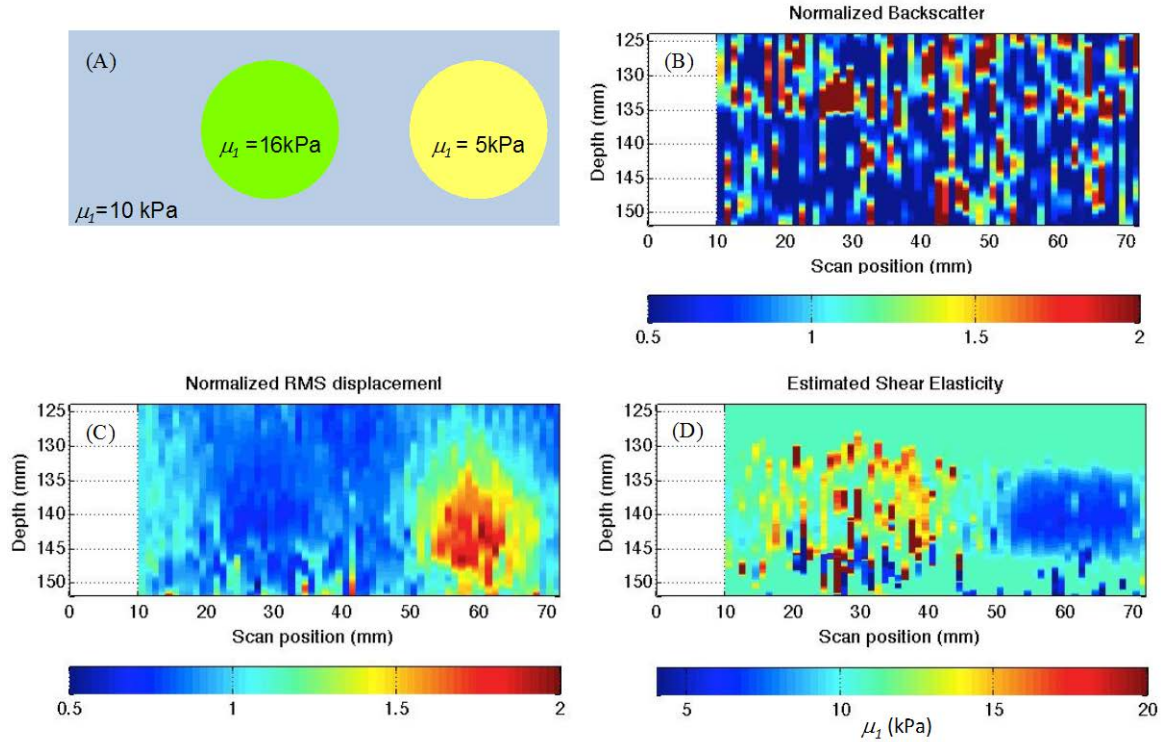 (A)
μ₁ =16kPa
μ₁ = 5kPa
μ₁=10 kPa
Normalized Backscatter
(B)
125
130
135
140
145
150
Depth (mm)
0 10 20 30 40 50 60 70
Scan position (mm)
0.5 1 1.5 2
Normalized RMS displacement
(C)
125
130
135
140
145
150
Depth (mm)
0 10 20 30 40 50 60 70
Scan position (mm)
0.5 1 1.5 2
Estimated Shear Elasticity
(D)
125
130
135
140
145
150
Depth (mm)
0 10 20 30 40 50 60 70
Scan position (mm)
5 10 15 20
μ₁ (kPa)